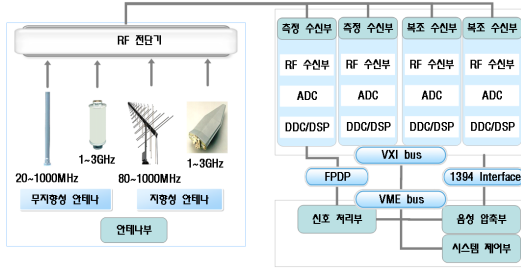 RF 전단기
20~1000MHz
1~3GHz
80~1000MHz
1~3GHz
무지향성 안테나
지향성 안테나
안테나부
측정 수신부 측정 수신부 복조 수신부 복조 수신부
RF 수신부 RF 수신부 RF 수신부 RF 수신부
ADC ADC ADC ADC
DDC/DSP DDC/DSP DDC/DSP DDC/DSP
VXI bus
FPDP
1394 Interface
VME bus
신호 처리부
음성 압축부
시스템 제어부